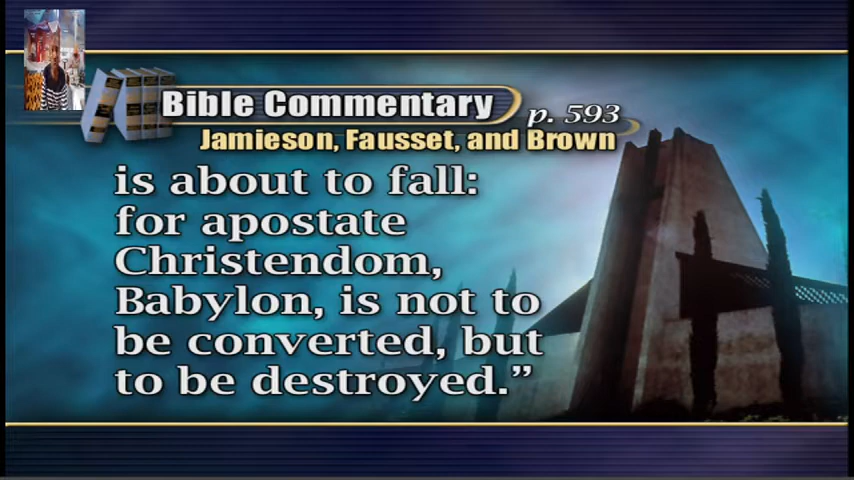 Bible Commentary
p. 593
Jamieson, Fausset, and Brown
is about to fall:
for apostate
Christendom,
Babylon, is not to
be converted, but
to be destroyed.”